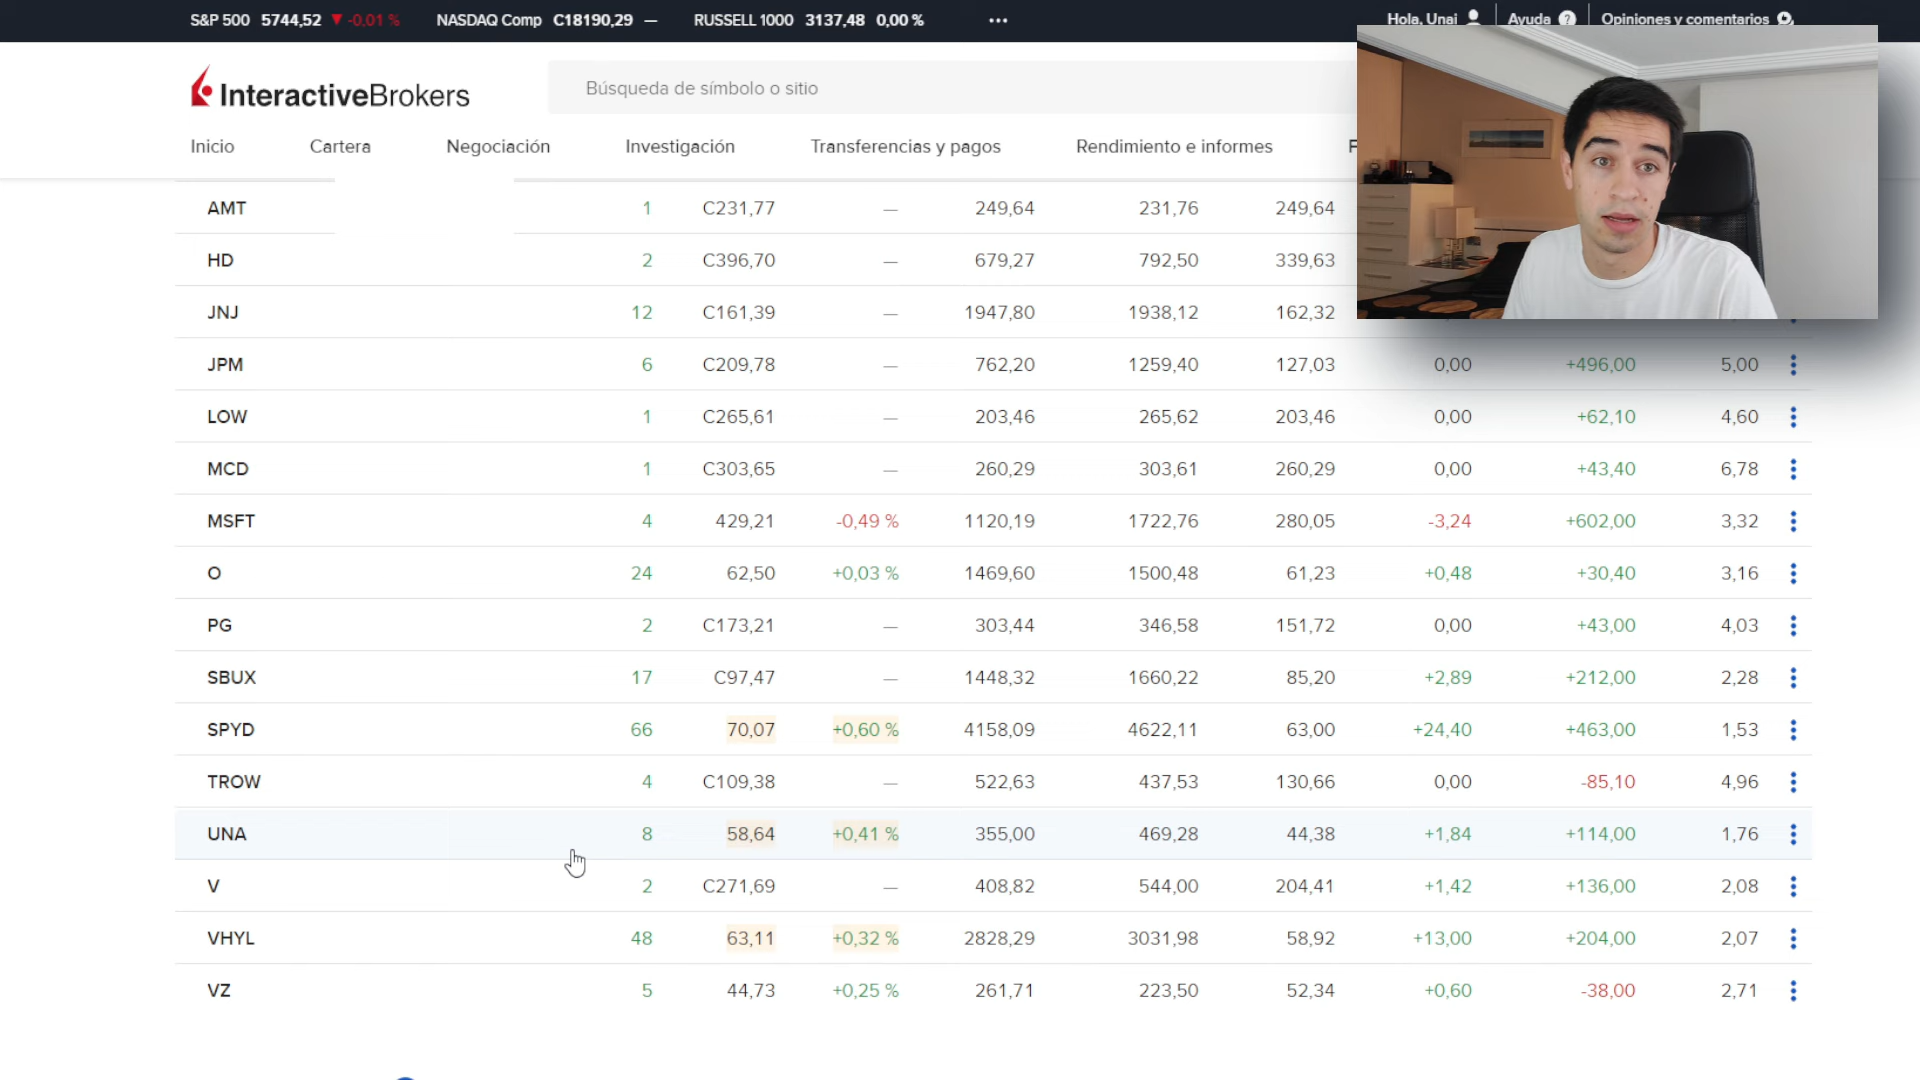 S&P 500 5744,52 ▼ -0,01 % NASDAQ Comp C18190,29 — RUSSELL 1000 3137,48 0,00 % ••• Hola, Unai Ayuda ? Opiniones y comentarios
InteractiveBrokers Búsqueda de símbolo o sitio
Inicio Cartera Negociación Investigación Transferencias y pagos Rendimiento e informes F
AMT 1 C231,77 — 249,64 231,76 249,64
HD 2 C396,70 — 679,27 792,50 339,63
JNJ 12 C161,39 — 1947,80 1938,12 162,32
JPM 6 C209,78 — 762,20 1259,40 127,03 0,00 +496,00 5,00
LOW 1 C265,61 — 203,46 265,62 203,46 0,00 +62,10 4,60
MCD 1 C303,65 — 260,29 303,61 260,29 0,00 +43,40 6,78
MSFT 4 429,21 -0,49 % 1120,19 1722,76 280,05 -3,24 +602,00 3,32
O 24 62,50 +0,03 % 1469,60 1500,48 61,23 +0,48 +30,40 3,16
PG 2 C173,21 — 303,44 346,58 151,72 0,00 +43,00 4,03
SBUX 17 C97,47 — 1448,32 1660,22 85,20 +2,89 +212,00 2,28
SPYD 66 70,07 +0,60 % 4158,09 4622,11 63,00 +24,40 +463,00 1,53
TROW 4 C109,38 — 522,63 437,53 130,66 0,00 -85,10 4,96
UNA 8 58,64 +0,41 % 355,00 469,28 44,38 +1,84 +114,00 1,76
V 2 C271,69 — 408,82 544,00 204,41 +1,42 +136,00 2,08
VHYL 48 63,11 +0,32 % 2828,29 3031,98 58,92 +13,00 +204,00 2,07
VZ 5 44,73 +0,25 % 261,71 223,50 52,34 +0,60 -38,00 2,71